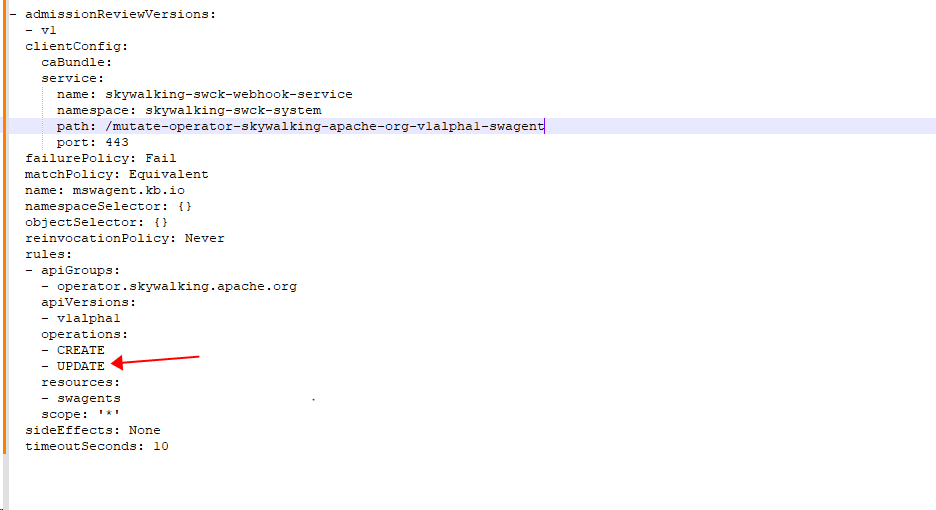 - admissionReviewVersions:
  - v1
  clientConfig:
    caBundle:
    service:
      name: skywalking-swck-webhook-service
      namespace: skywalking-swck-system
      path: /mutate-operator-skywalking-apache-org-v1alpha1-swagent
      port: 443
  failurePolicy: Fail
  matchPolicy: Equivalent
  name: mswagent.kb.io
  namespaceSelector: {}
  objectSelector: {}
  reinvocationPolicy: Never
  rules:
  - apiGroups:
    - operator.skywalking.apache.org
    apiVersions:
    - v1alpha1
    operations:
    - CREATE
    - UPDATE
    resources:
    - swagents
    scope: '*'
  sideEffects: None
  timeoutSeconds: 10